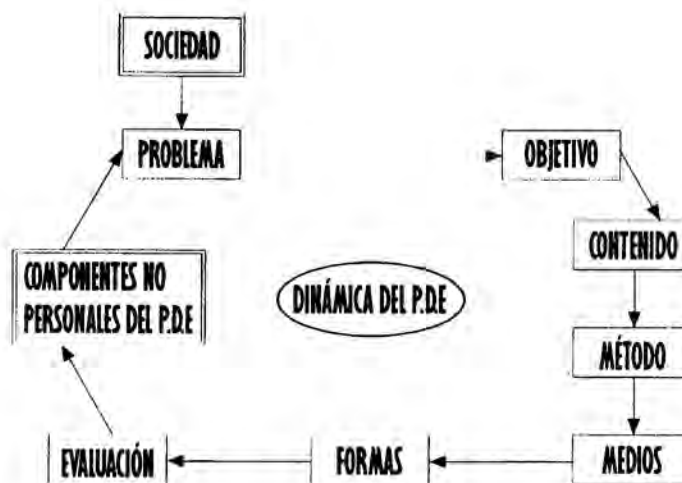 SOCIEDAD
PROBLEMA
OBJETIVO
CONTENIDO
COMPONENTES NO
PERSONALES DEL P.D.E
DINÁMICA DEL P.D.E
MÉTODO
EVALUACIÓN
FORMAS
MEDIOS